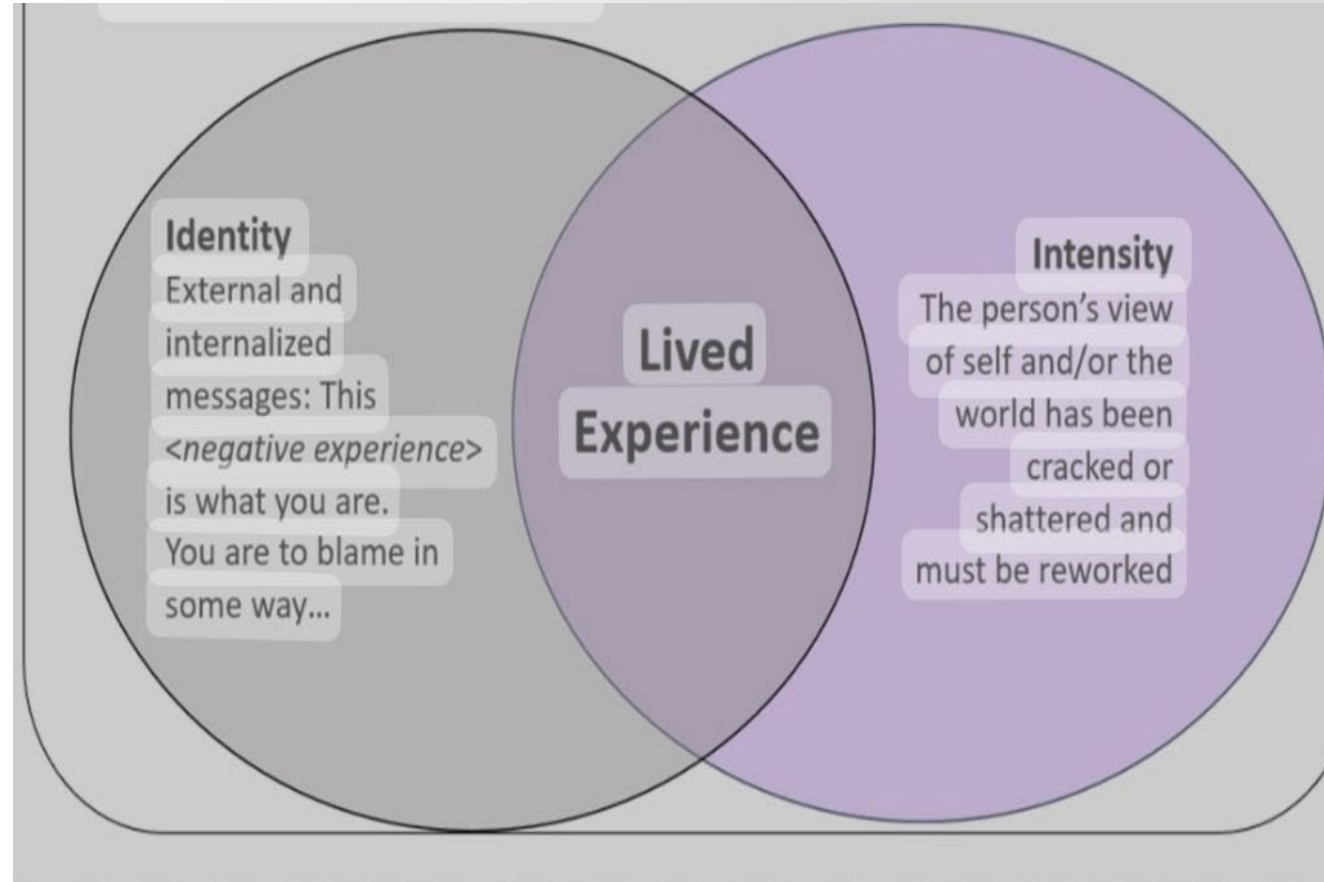 Identity
External and
internalized
messages: This
<negative experience>
is what you are.
You are to blame in
some way...
Lived
Experience
Intensity
The person's view
of self and/or the
world has been
cracked or
shattered and
must be reworked